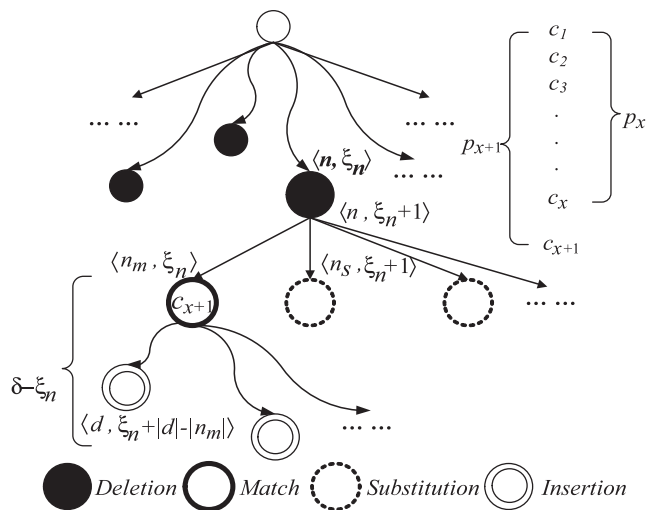 c1
c2
c3
... ...
... ...
.
.
.
px+1
px
⟨n, ξn⟩
... ...
cx
⟨n , ξn+1⟩
cx+1
⟨nm , ξn⟩
⟨ns , ξn+1⟩
cx+1
... ...
δ–ξn
⟨d , ξn+|d|-|nm|⟩
... ...
Deletion Match Substitution Insertion